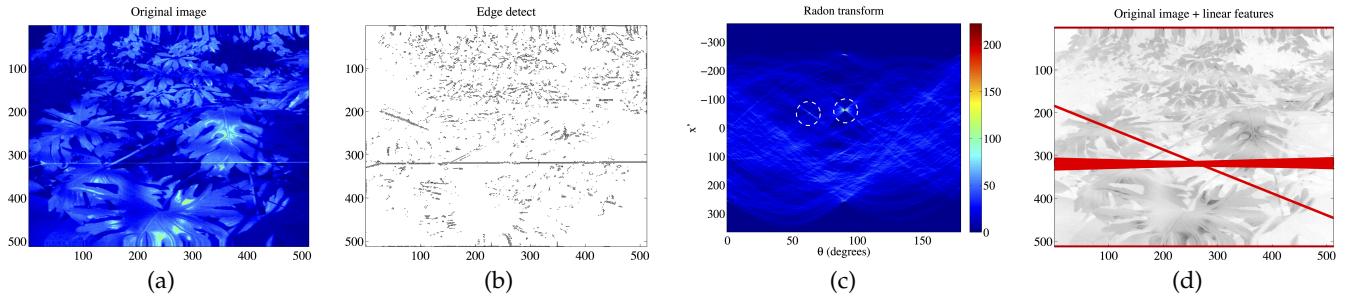 Original image
100
200
300
400
500
100 200 300 400 500
(a)
Edge detect
100
200
300
400
500
100 200 300 400 500
(b)
Radon transform
−300
−200
−100
0
100
200
300
x'
0 50 100 150
θ (degrees)
200
150
100
50
0
(c)
Original image + linear features
100
200
300
400
500
100 200 300 400 500
(d)